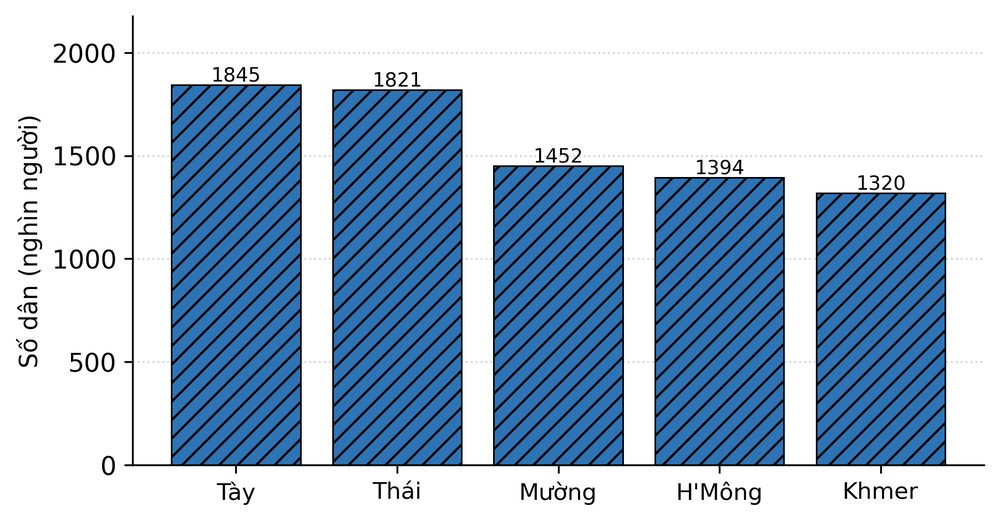 Số dân (nghìn người)
2000
1500
1000
500
0
1845
1821
1452
1394
1320
Tày
Thái
Mường
H'Mông
Khmer